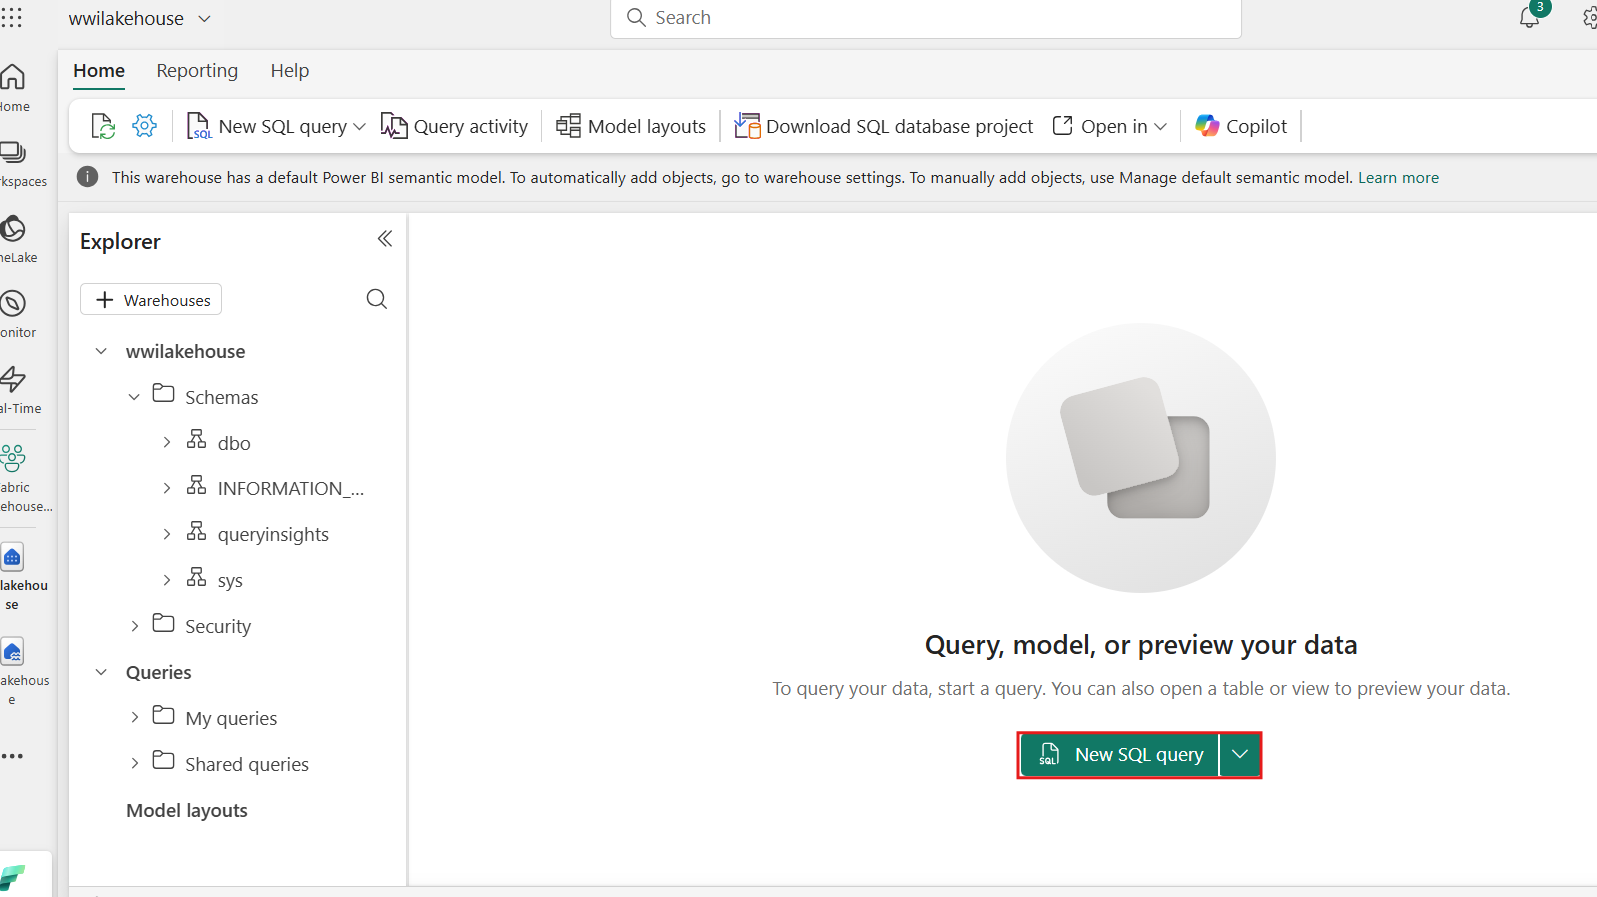 wwilakehouse
Search
3
Home Reporting Help
New SQL query Query activity Model layouts Download SQL database project Open in Copilot
This warehouse has a default Power BI semantic model. To automatically add objects, go to warehouse settings. To manually add objects, use Manage default semantic model. Learn more
Home
kspaces
neLake
onitor
al-Time
abric
ehouse...
lakehou
se
akehous
e
Explorer
Warehouses
wwilakehouse
Schemas
dbo
INFORMATION_...
queryinsights
sys
Security
Queries
My queries
Shared queries
Model layouts
Query, model, or preview your data
To query your data, start a query. You can also open a table or view to preview your data.
SQL New SQL query